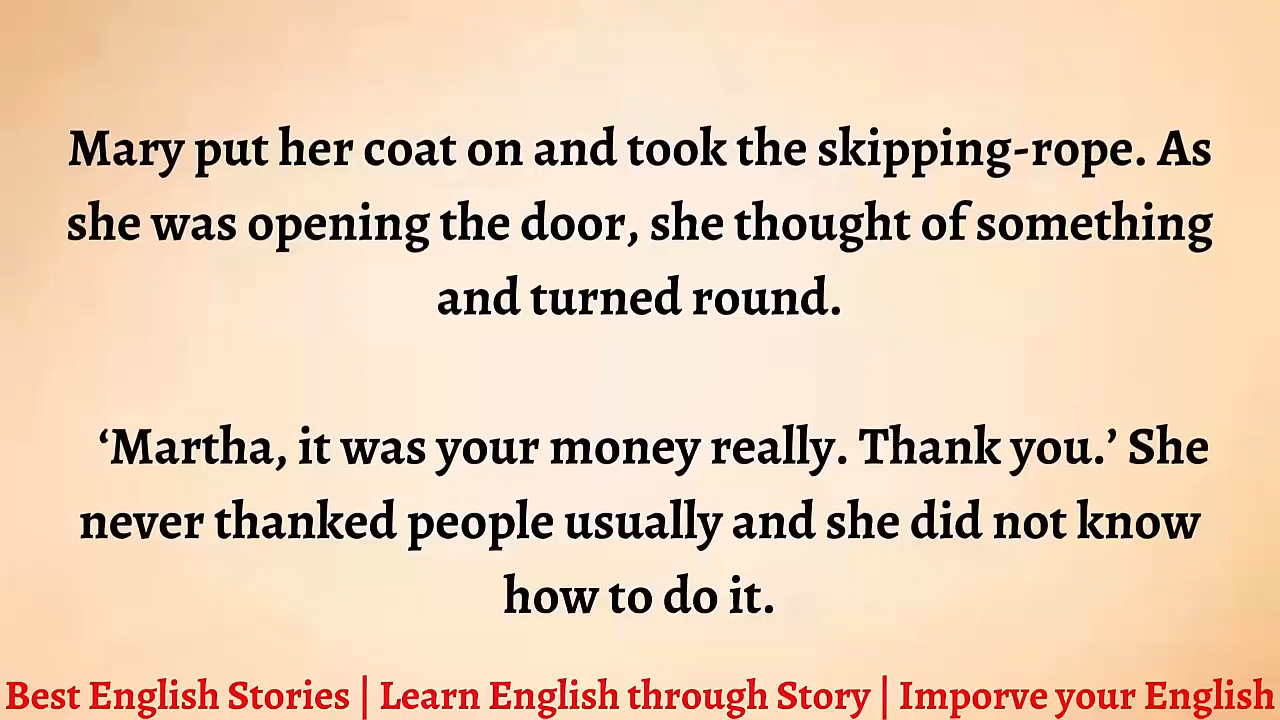 Mary put her coat on and took the skipping-rope. As
she was opening the door, she thought of something
and turned round.
‘Martha, it was your money really. Thank you.’ She
never thanked people usually and she did not know
how to do it.
Best English Stories | Learn English through Story | Imporve your English